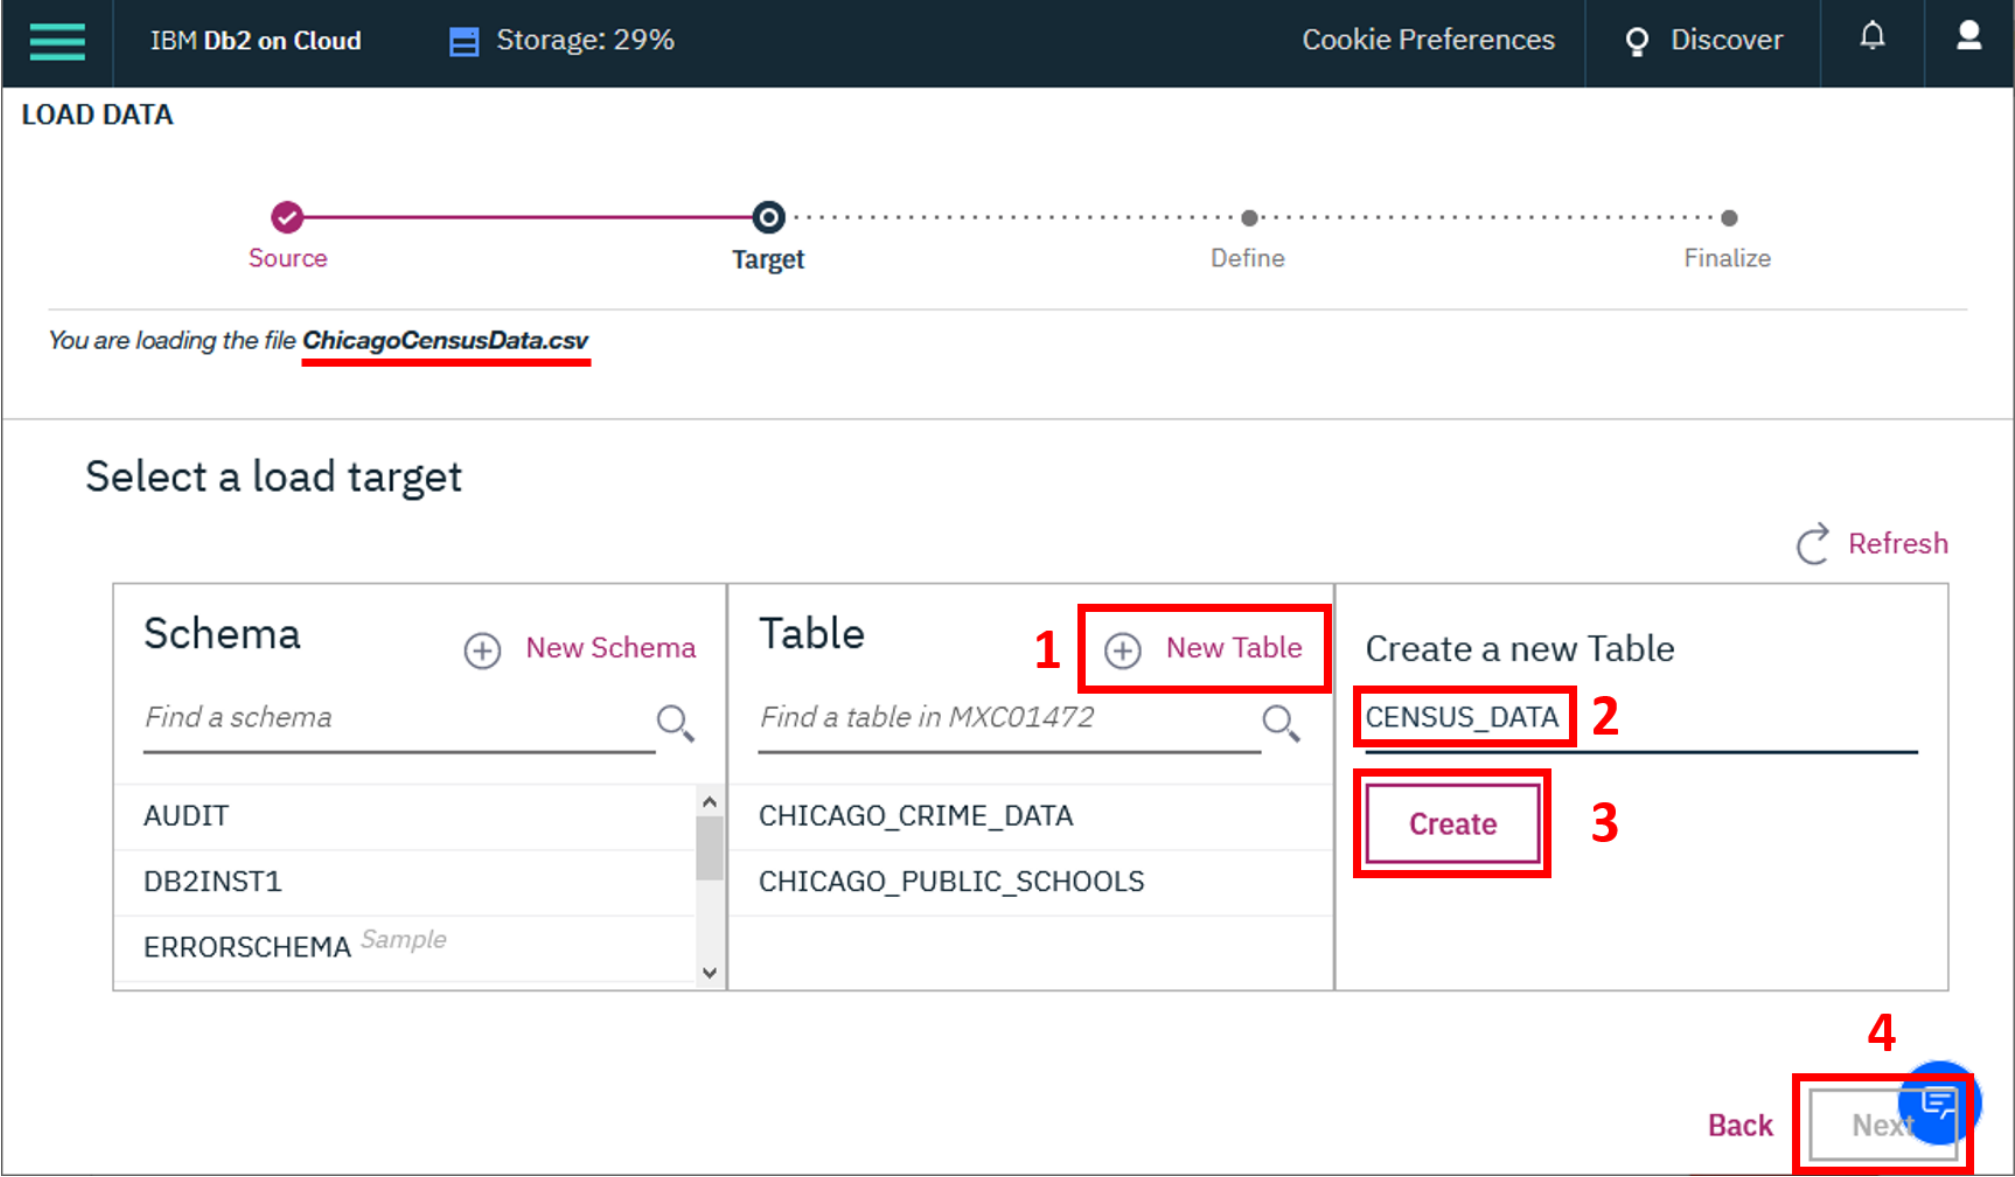 IBM Db2 on Cloud Storage: 29% Cookie Preferences Discover
LOAD DATA
Source Target Define Finalize
You are loading the file ChicagoCensusData.csv
Select a load target
Refresh
Schema New Schema
Find a schema
AUDIT
DB2INST1
ERRORSCHEMA Sample
Table 1 New Table
Find a table in MXC01472
CHICAGO_CRIME_DATA
CHICAGO_PUBLIC_SCHOOLS
Create a new Table
CENSUS_DATA 2
Create 3
4
Back Next